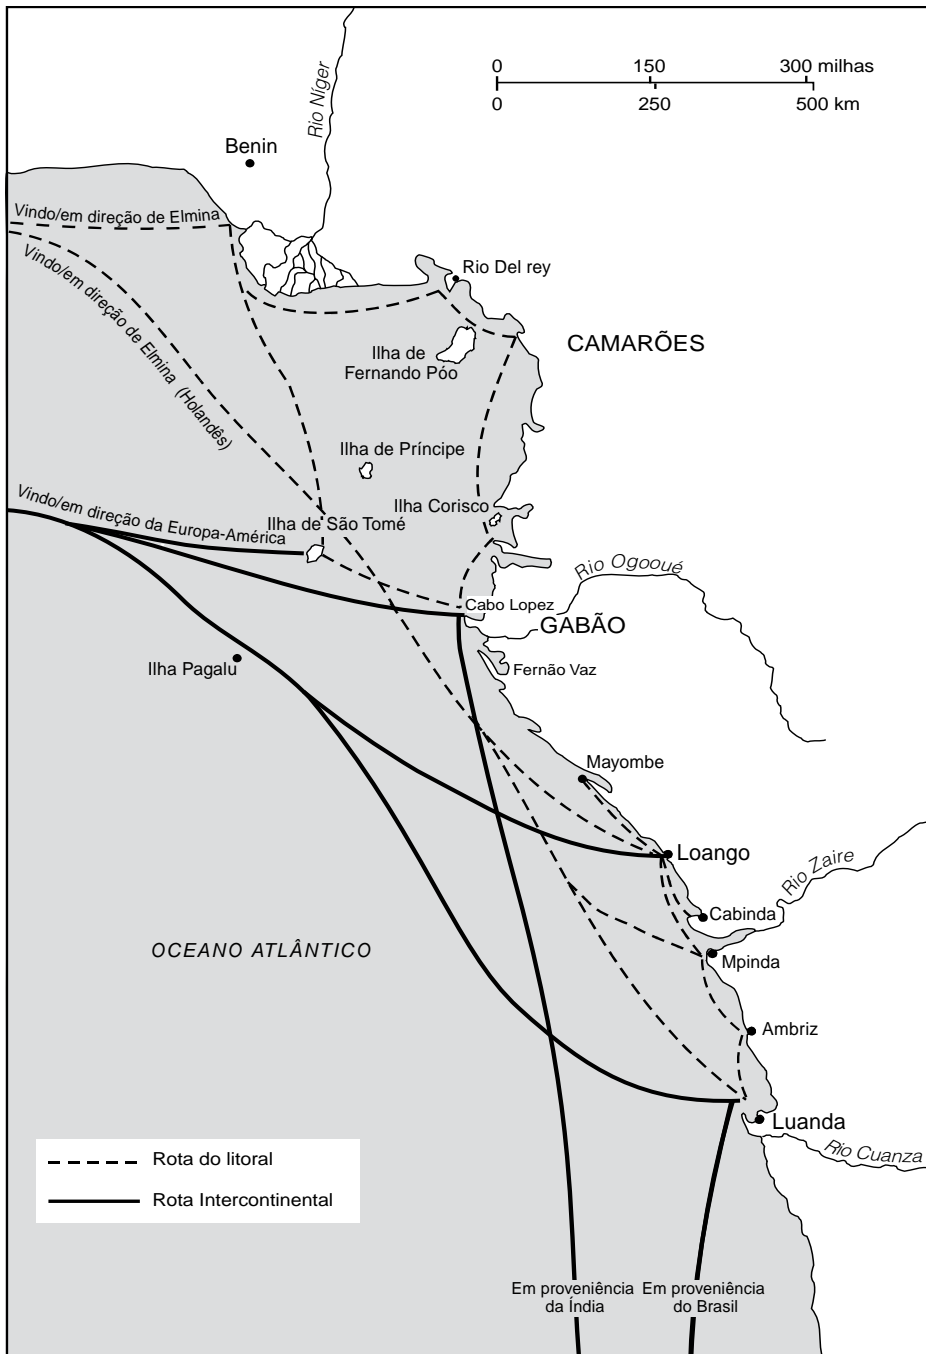 0 150 300 milhas
0 250 500 km
Rio Níger
Benin
Vindo/em direção de Elmina
Rio Del rey
Vindo/em direção de Elmina (Holandês)
CAMARÕES
Ilha de
Fernando Póo
Ilha de Príncipe
Ilha Corisco
Vindo/em direção da Europa-América
Ilha de São Tomé
Rio Ogooué
Cabo Lopez
GABÃO
Ilha Pagalu
Fernão Vaz
Mayombe
Loango
Rio Zaire
Cabinda
OCEANO ATLÂNTICO
Mpinda
Ambriz
Luanda
Rio Cuanza
Rota do litoral
Rota Intercontinental
Em proveniência
da Índia
Em proveniência
do Brasil